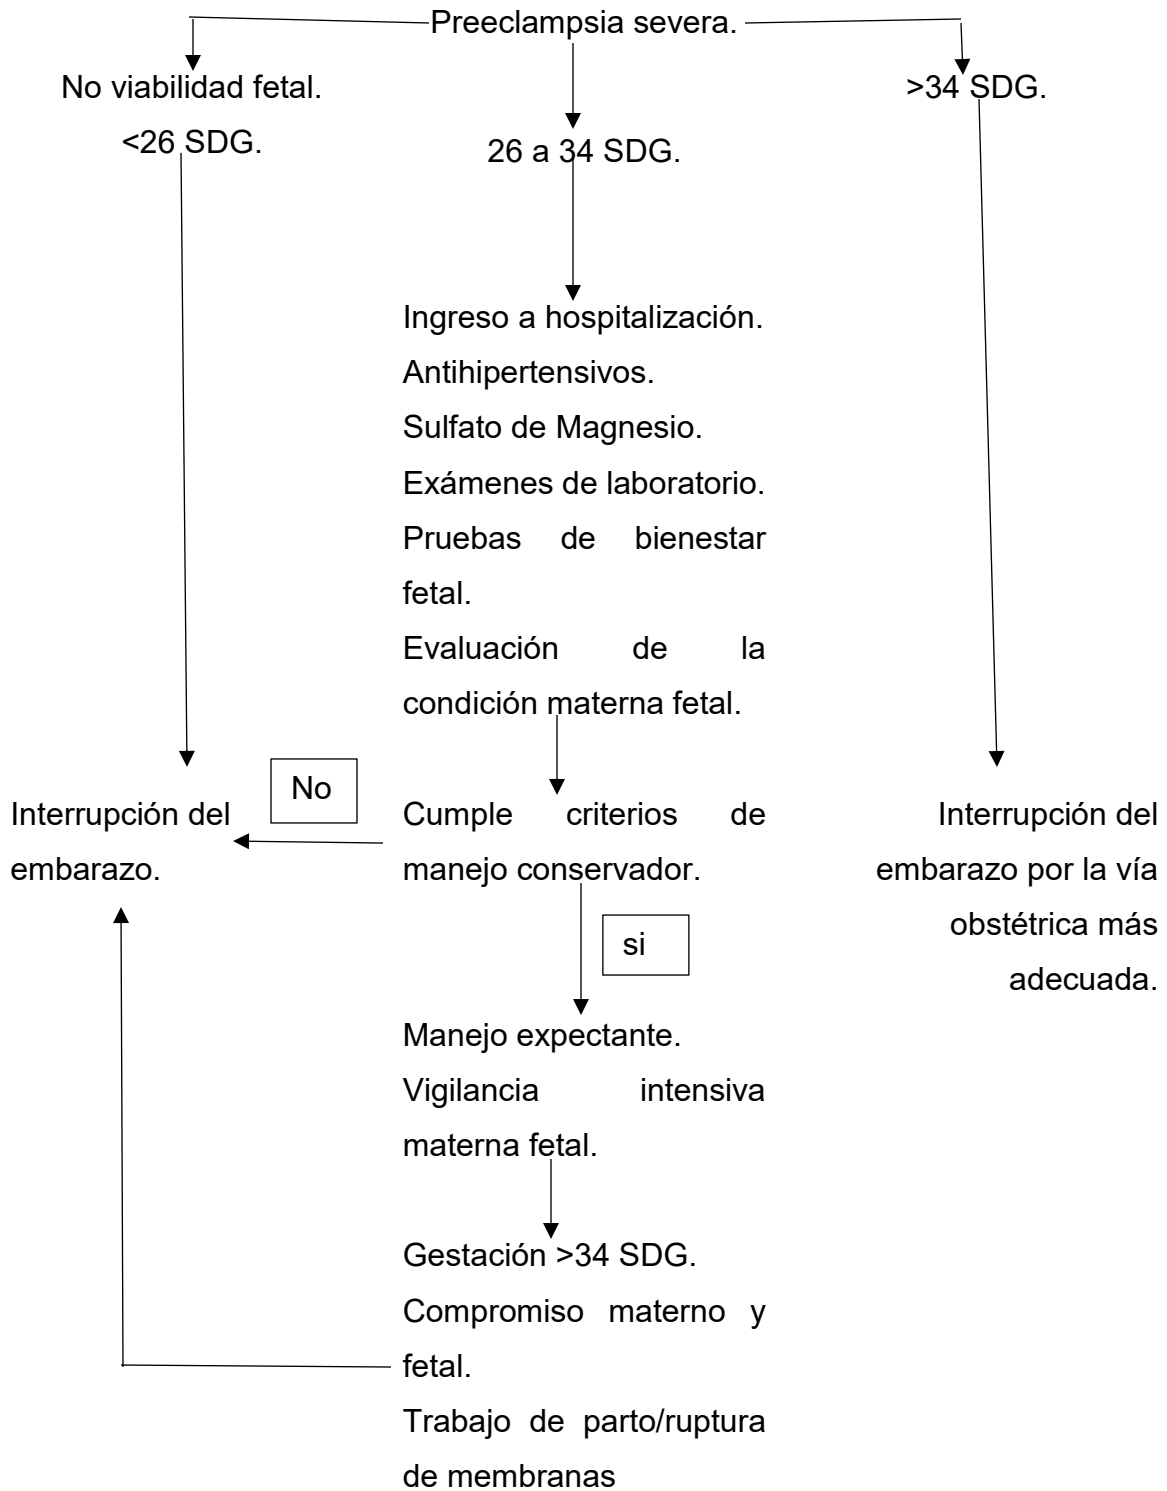 Preeclampsia severa.
No viabilidad fetal.
<26 SDG.
26 a 34 SDG.
>34 SDG.
Ingreso a hospitalización.
Antihipertensivos.
Sulfato de Magnesio.
Exámenes de laboratorio.
Pruebas de bienestar
fetal.
Evaluación de la
condición materna fetal.
No
Interrupción del
embarazo.
Cumple criterios de
manejo conservador.
Interrupción del
embarazo por la vía
obstétrica más
adecuada.
si
Manejo expectante.
Vigilancia intensiva
materna fetal.
Gestación >34 SDG.
Compromiso materno y
fetal.
Trabajo de parto/ruptura
de membranas